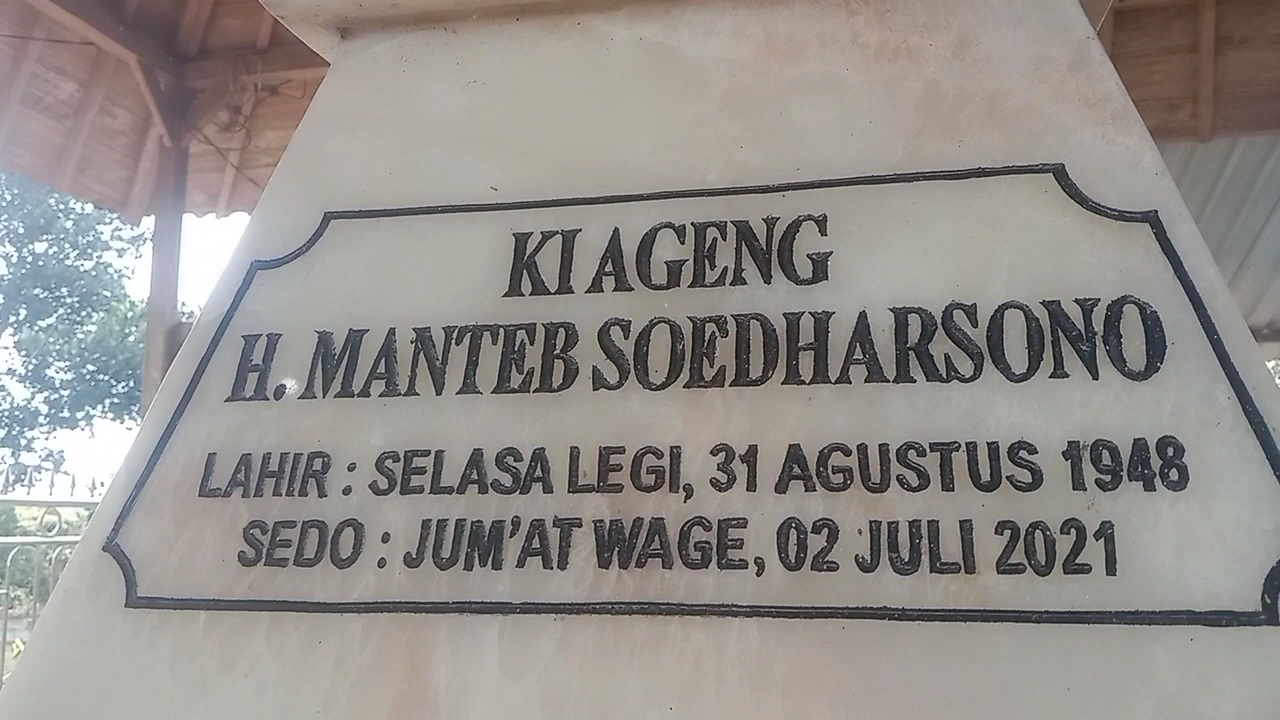 KI AGENG
H. MANTEB SOEDHARSONO
LAHIR : SELASA LEGI, 31 AGUSTUS 1948
SEDO : JUM'AT WAGE, 02 JULI 2021